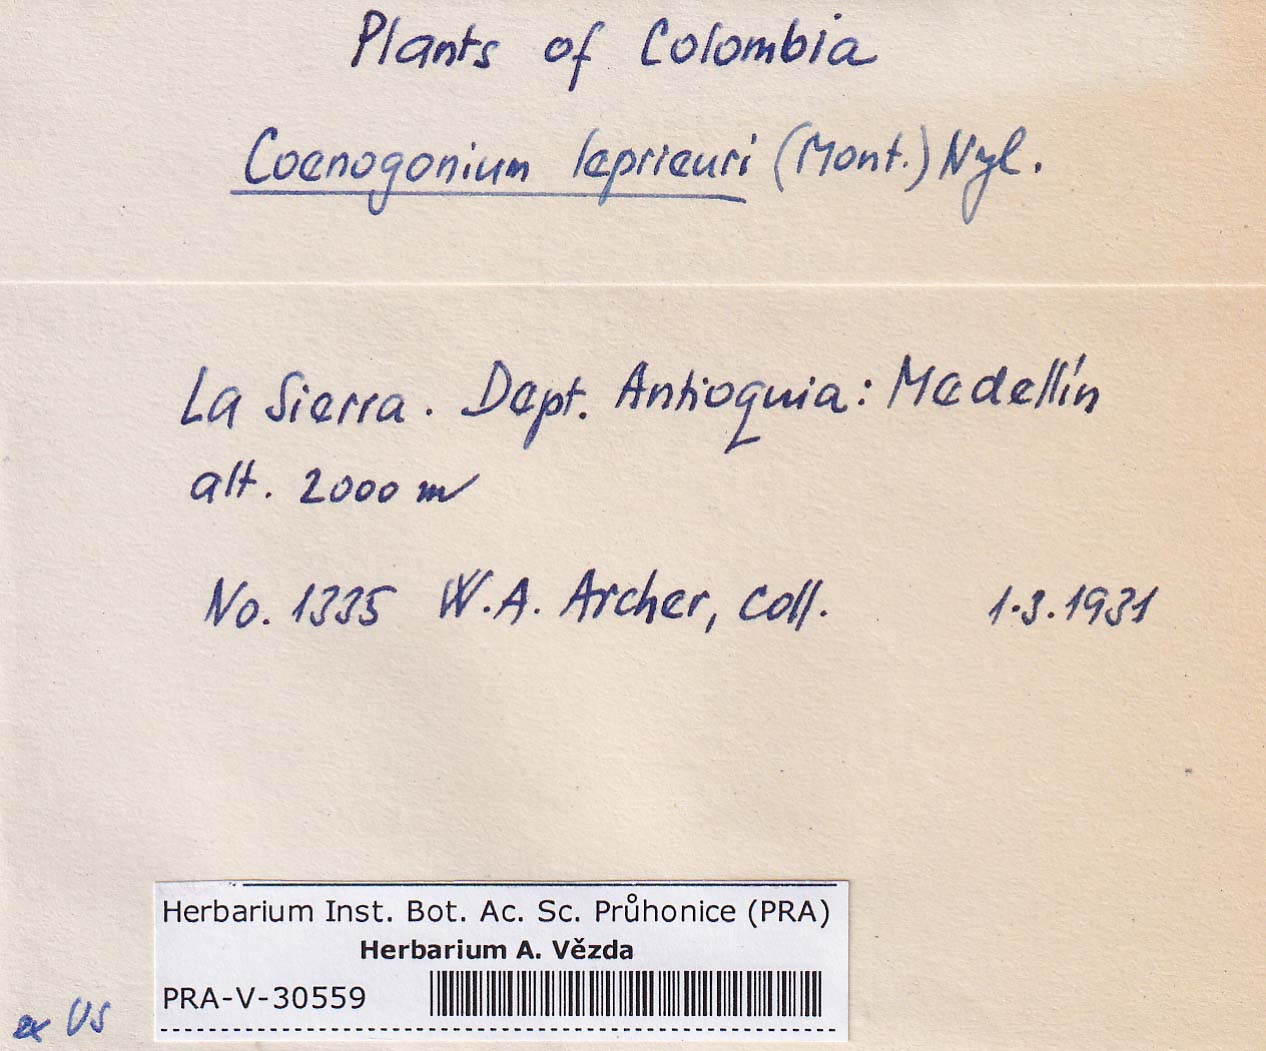 Plants of Colombia
Coenogonium leprieuri (Mont.) Nyl.
La Sierra. Dept. Antioquia: Medellín
alt. 2000 m
No. 1335 W. A. Archer, coll. 1.3.1931
Herbarium Inst. Bot. Ac. Sc. Průhonice (PRA)
Herbarium A. Vězda
PRA-V-30559
ex US